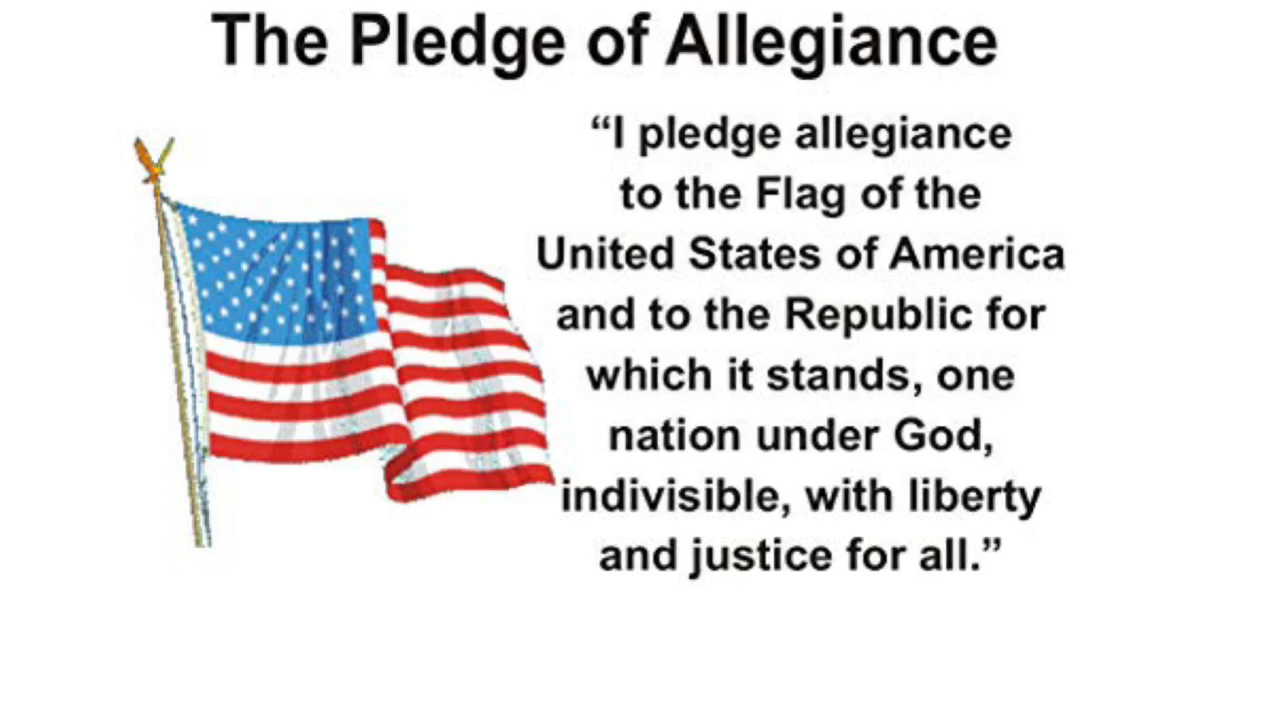 The Pledge of Allegiance
“I pledge allegiance
to the Flag of the
United States of America
and to the Republic for
which it stands, one
nation under God,
indivisible, with liberty
and justice for all.”